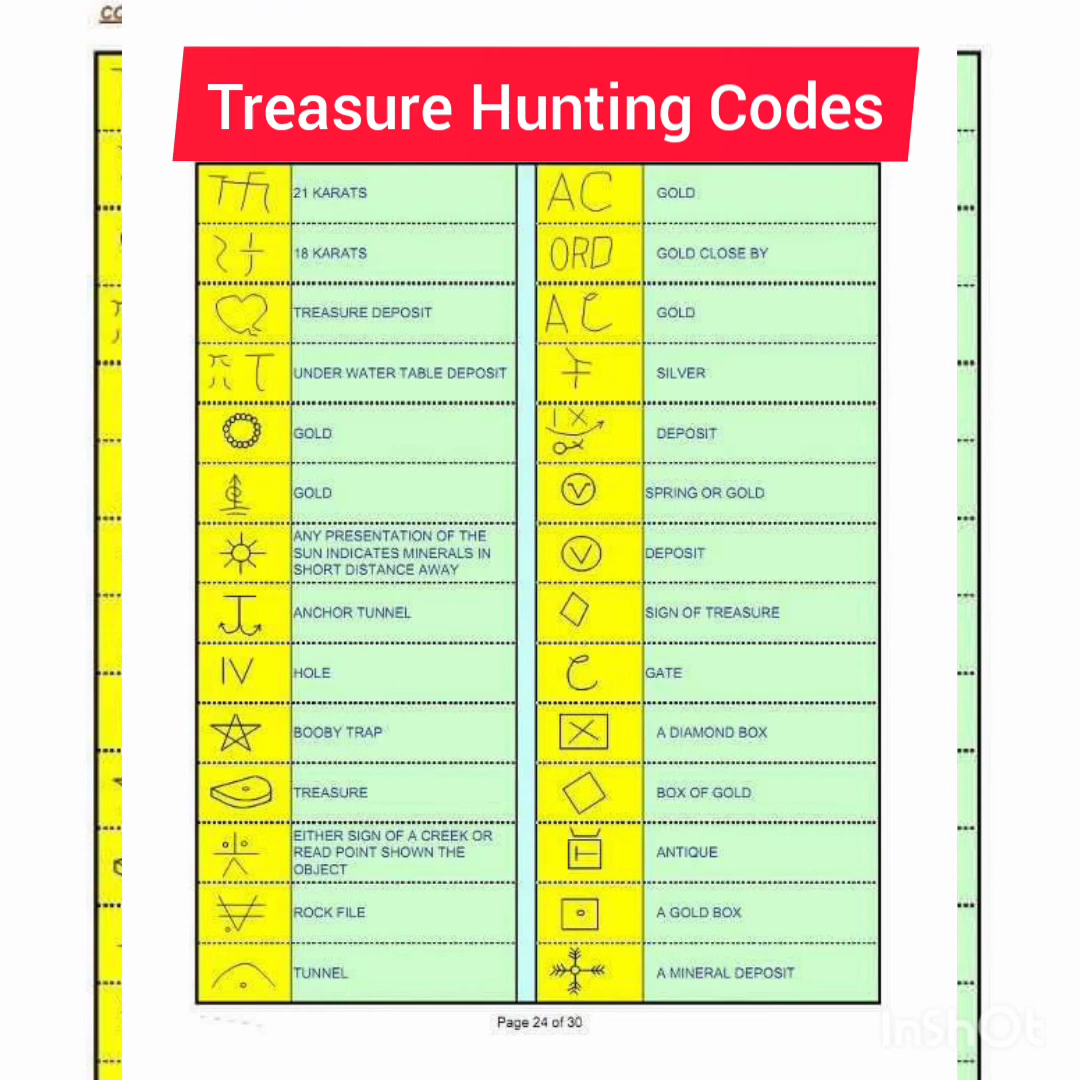 CC
Treasure Hunting Codes
21 KARATS
AC GOLD
18 KARATS
ORD GOLD CLOSE BY
TREASURE DEPOSIT
AC GOLD
UNDER WATER TABLE DEPOSIT
SILVER
GOLD
IX DEPOSIT
GOLD
SPRING OR GOLD
ANY PRESENTATION OF THE
SUN INDICATES MINERALS IN
SHORT DISTANCE AWAY
V DEPOSIT
ANCHOR TUNNEL
SIGN OF TREASURE
IV HOLE
GATE
BOOBY TRAP
A DIAMOND BOX
TREASURE
BOX OF GOLD
EITHER SIGN OF A CREEK OR
READ POINT SHOWN THE
OBJECT
ANTIQUE
ROCK FILE
A GOLD BOX
TUNNEL
A MINERAL DEPOSIT
Page 24 of 30
InShOt